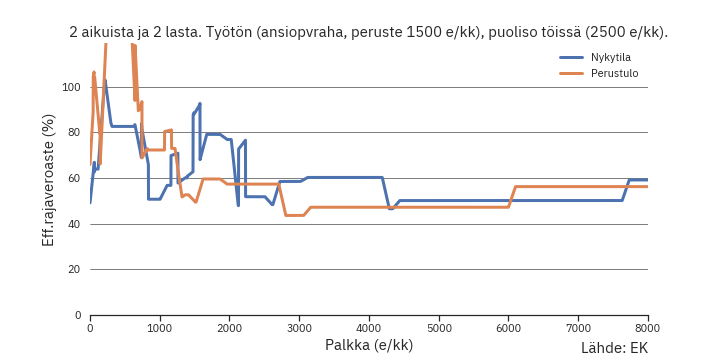 2 aikuista ja 2 lasta. Työtön (ansiopvraha, peruste 1500 e/kk), puoliso töissä (2500 e/kk).
Nykytila
Perustulo
Eff.rajaveroaste (%)
100
80
60
40
20
0
0 1000 2000 3000 4000 5000 6000 7000 8000
Palkka (e/kk)
Lähde: EK